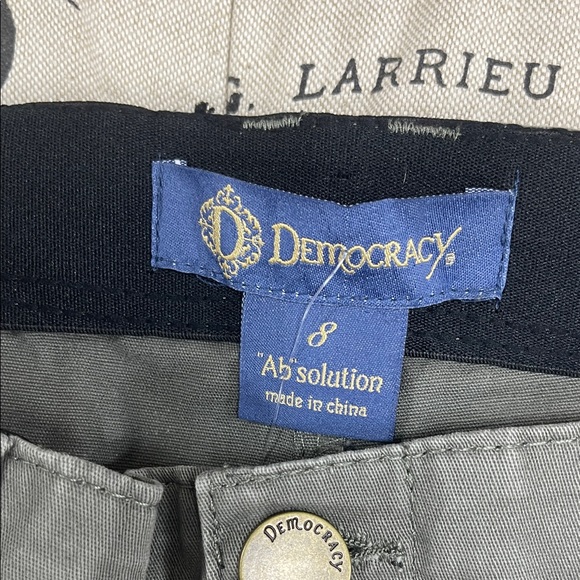 G. LARRIEU
D DEMOCRACY
8
"Ab"solution
made in china
DEMOCRACY